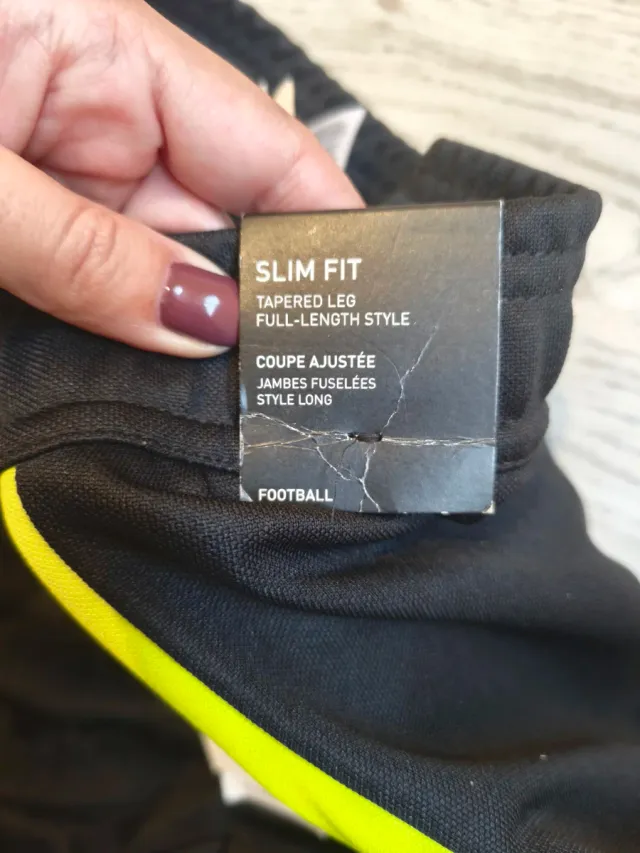 SLIM FIT
TAPERED LEG
FULL-LENGTH STYLE
COUPE AJUSTÉE
JAMBES FUSELÉES
STYLE LONG
FOOTBALL